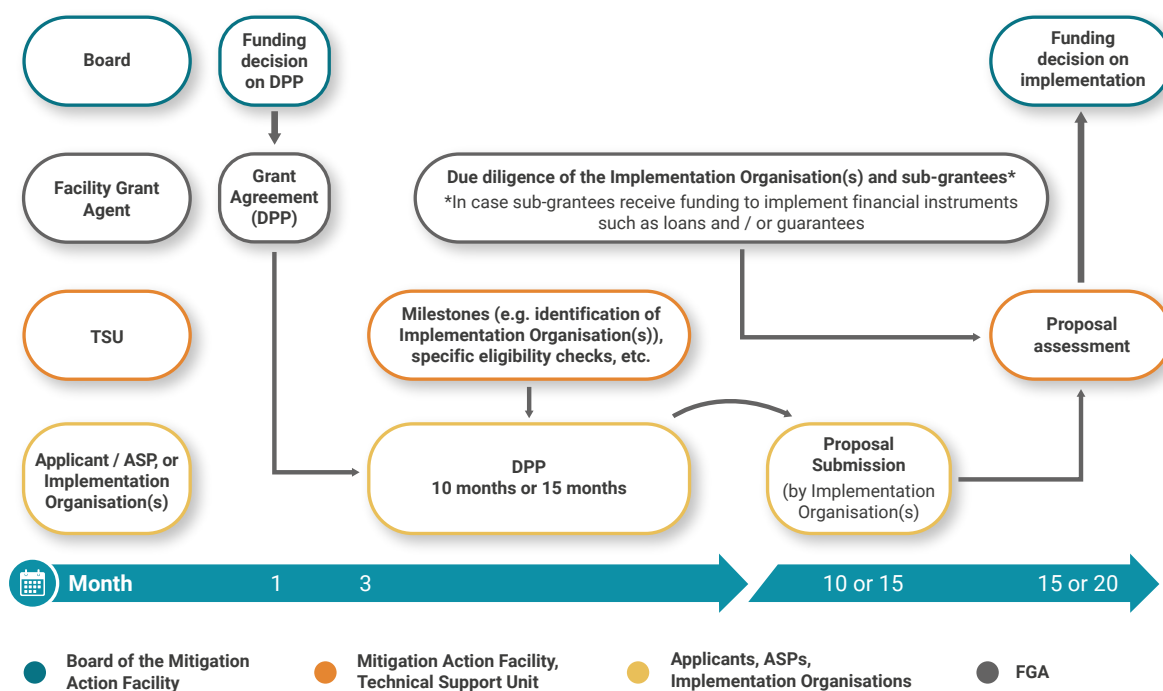 Board
Funding
decision
on DPP
Funding
decision on
implementation
Facility Grant
Agent
Grant
Agreement
(DPP)
Due diligence of the Implementation Organisation(s) and sub-grantees*
*In case sub-grantees receive funding to implement financial instruments
such as loans and / or guarantees
TSU
Milestones (e.g. identification of
Implementation Organisation(s)),
specific eligibility checks, etc.
Proposal
assessment
Applicant / ASP, or
Implementation
Organisation(s)
DPP
10 months or 15 months
Proposal
Submission
(by Implementation
Organisation(s)
Month 1 3 10 or 15 15 or 20
Board of the Mitigation
Action Facility
Mitigation Action Facility,
Technical Support Unit
Applicants, ASPs,
Implementation Organisations
FGA